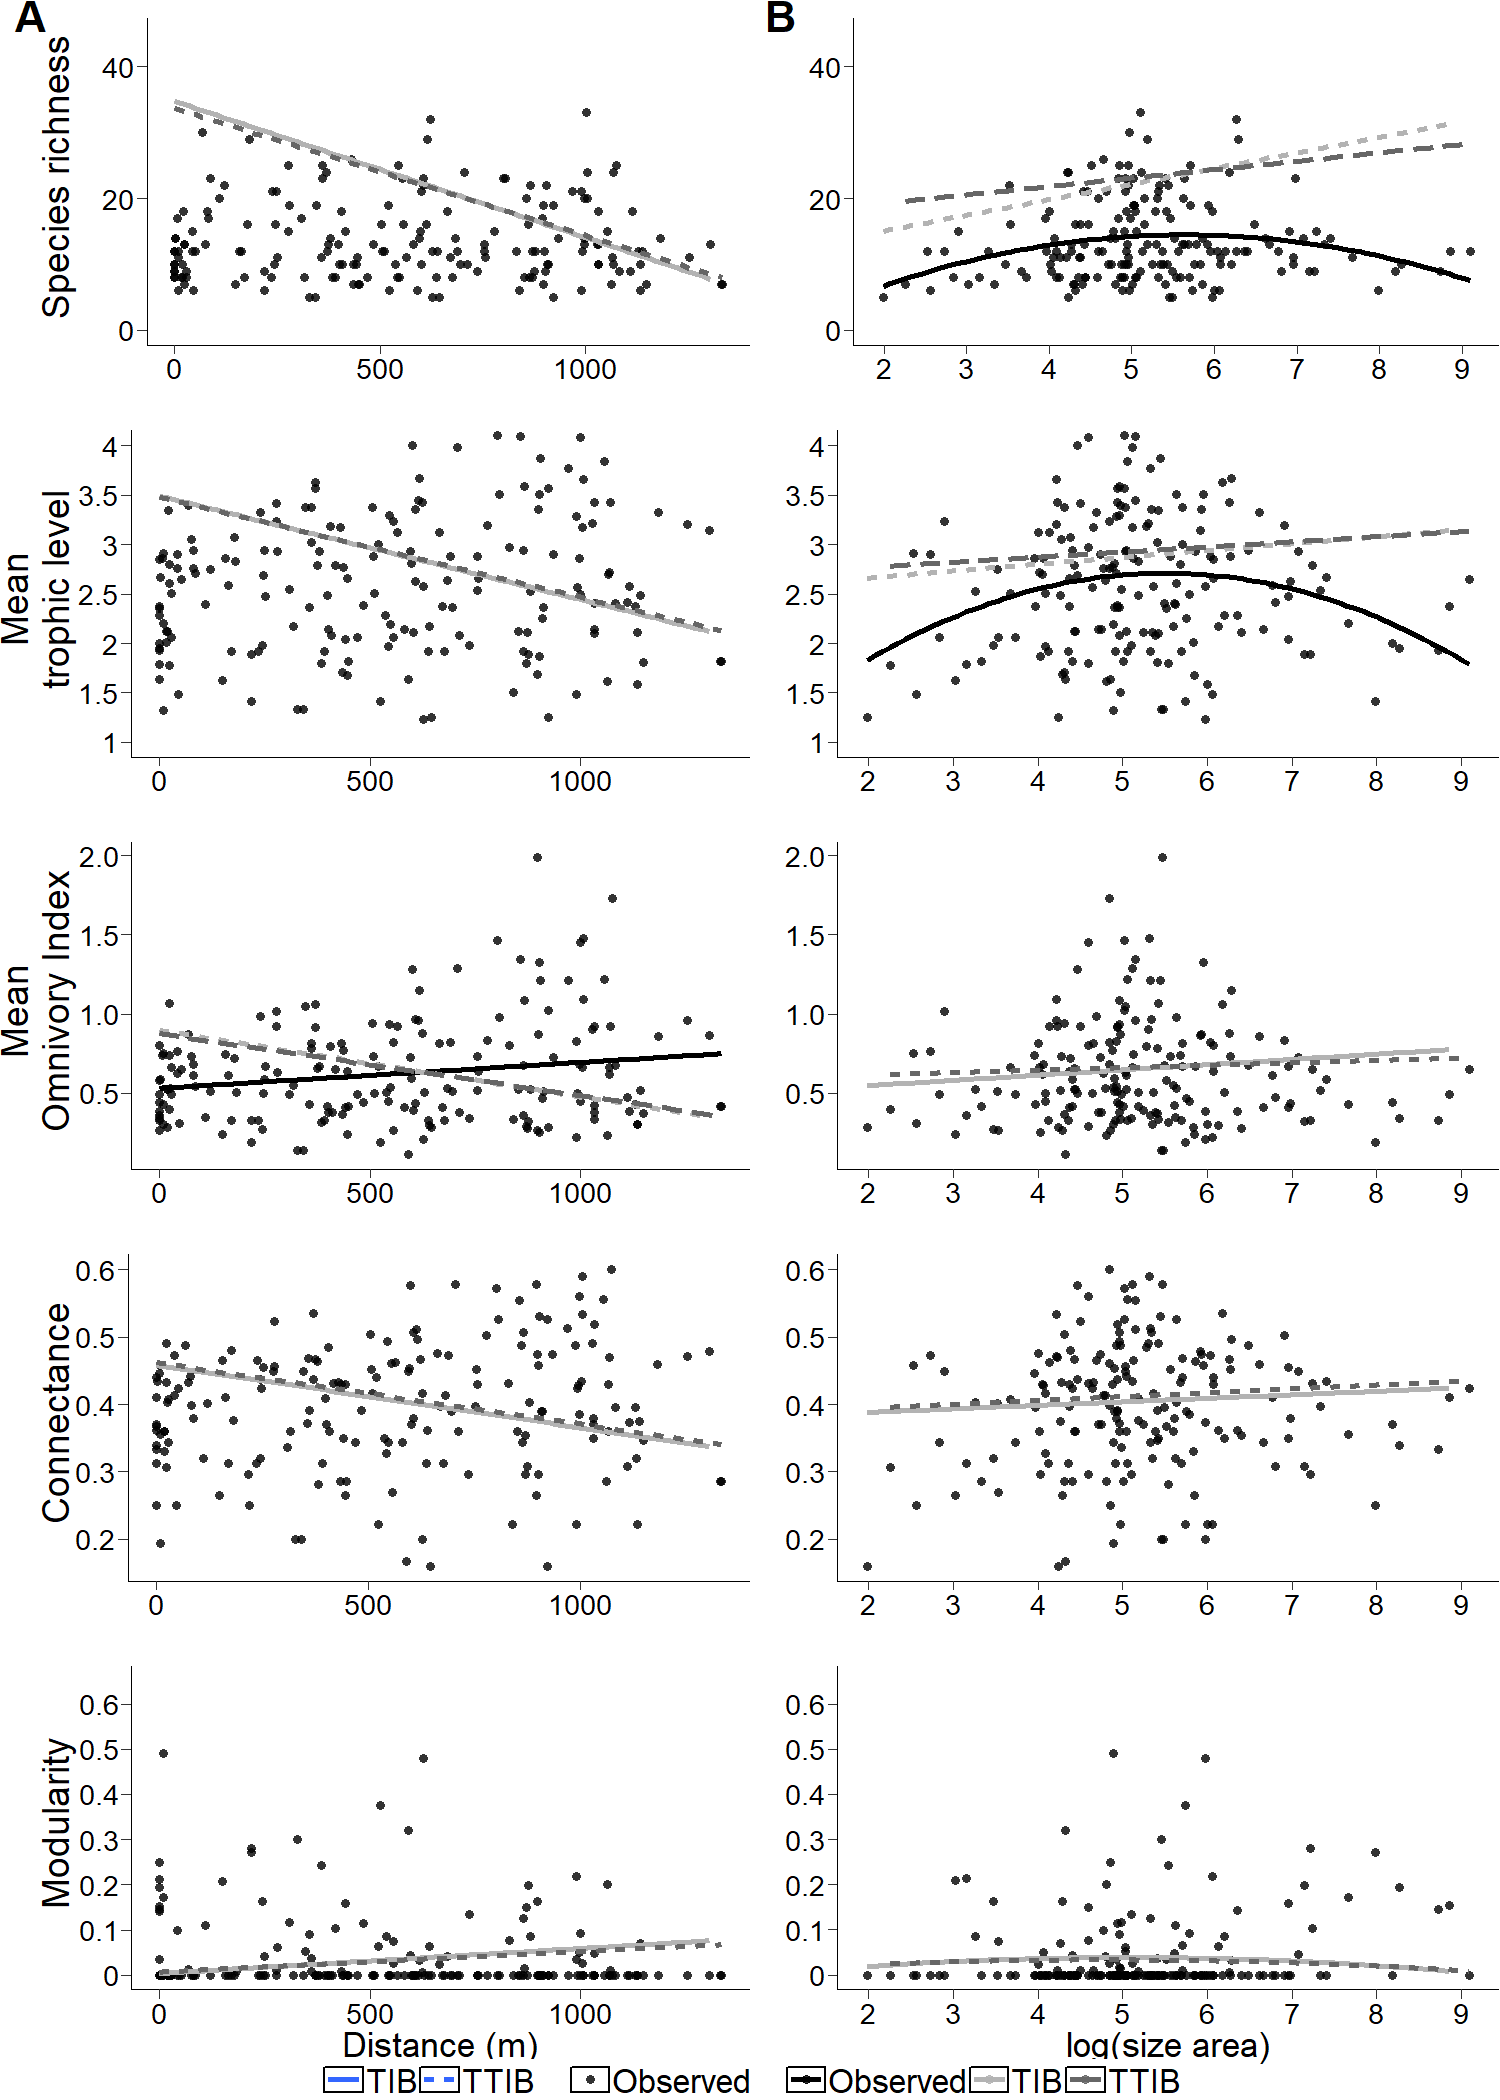 A
B
Species richness
40
20
0
0 500 1000
40
20
0
2 3 4 5 6 7 8 9
Mean
trophic level
4
3.5
3
2.5
2
1.5
1
0 500 1000
4
3.5
3
2.5
2
1.5
1
2 3 4 5 6 7 8 9
Mean
Omnivory Index
2.0
1.5
1.0
0.5
0 500 1000
2.0
1.5
1.0
0.5
2 3 4 5 6 7 8 9
Connectance
0.6
0.5
0.4
0.3
0.2
0 500 1000
0.6
0.5
0.4
0.3
0.2
2 3 4 5 6 7 8 9
Modularity
0.6
0.5
0.4
0.3
0.2
0.1
0
0 500 1000
Distance (m)
0.6
0.5
0.4
0.3
0.2
0.1
0
2 3 4 5 6 7 8 9
log(size area)
TIB TTIB Observed Observed TIB TTIB